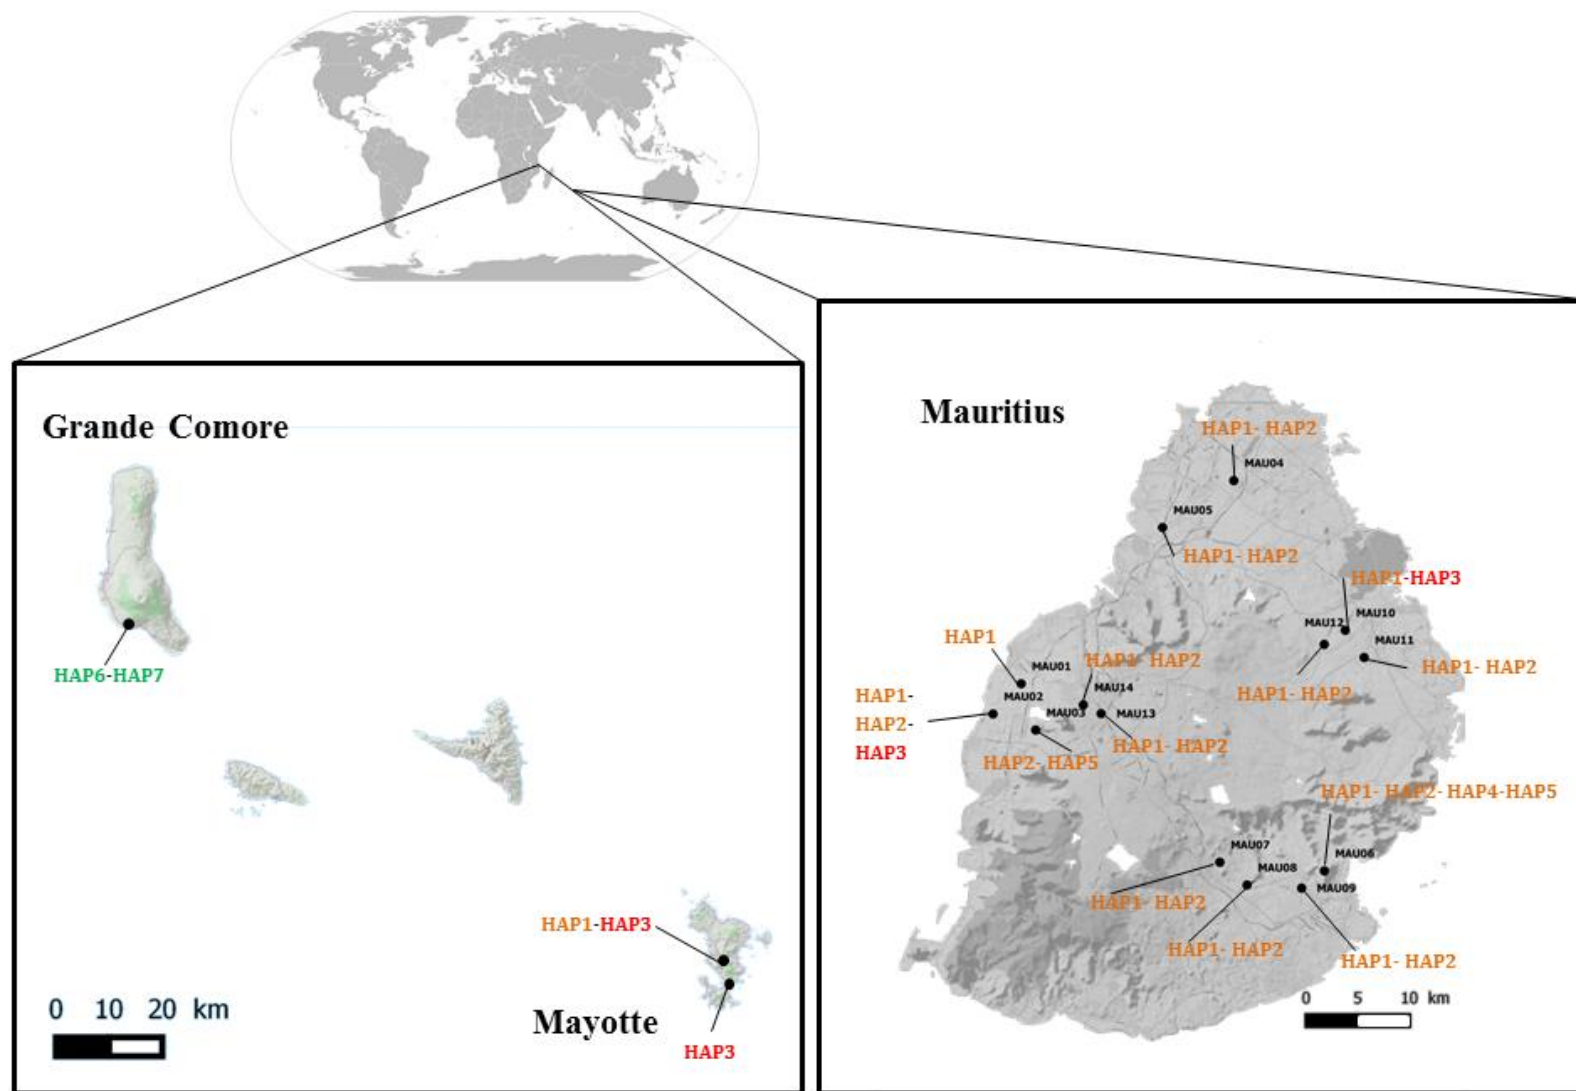 Grande Comore
HAP6-HAP7
HAP1-HAP3
Mayotte
HAP3
0 10 20 km
Mauritius
HAP1- HAP2
MAU04
MAU05
HAP1- HAP2
HAP1-HAP3
MAU10
MAU12
MAU11
HAP1- HAP2
HAP1- HAP2
HAP1
MAU01
HAP1- HAP2
MAU02
MAU14
HAP1-
HAP2-
HAP3
MAU03
MAU13
HAP1- HAP2
HAP2- HAP5
HAP1- HAP2- HAP4-HAP5
MAU07
MAU06
MAU08
MAU09
HAP1- HAP2
HAP1- HAP2
HAP1- HAP2
0 5 10 km